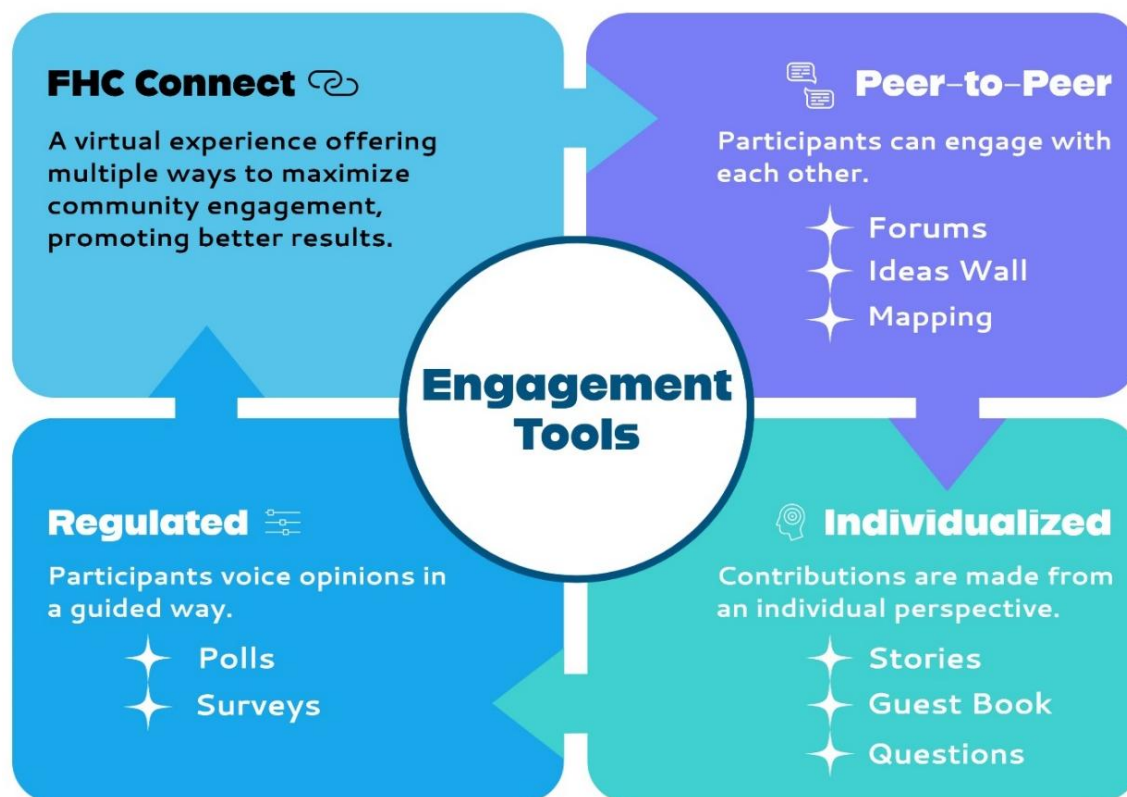 FHC Connect
A virtual experience offering
multiple ways to maximize
community engagement,
promoting better results.
Peer-to-Peer
Participants can engage with
each other.
Forums
Ideas Wall
Mapping
Engagement
Tools
Regulated
Participants voice opinions in
a guided way.
Polls
Surveys
Individualized
Contributions are made from
an individual perspective.
Stories
Guest Book
Questions